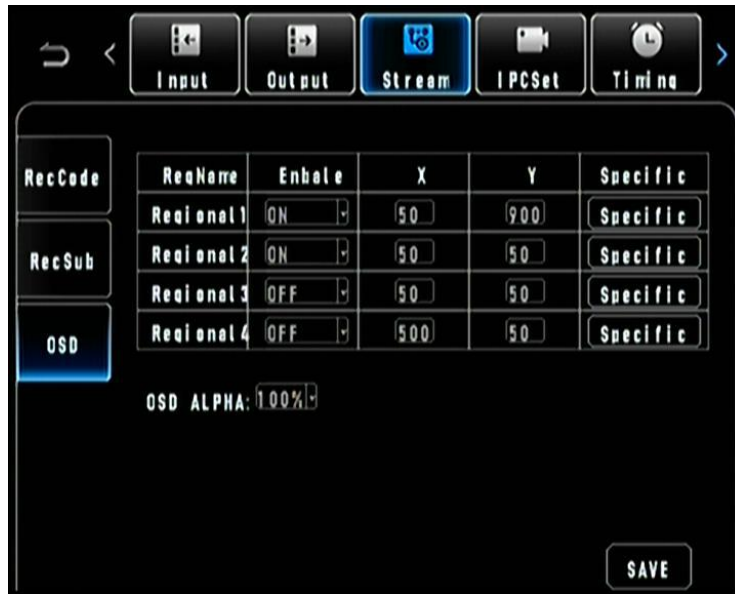 Input Output Stream IPCSet Timing
RecCode
RecSub
OSD
RegName Enbale X Y Specific
Regional1 ON 50 900 Specific
Regional2 ON 50 50 Specific
Regional3 OFF 50 50 Specific
Regional4 OFF 500 50 Specific
OSD ALPHA: 100%
SAVE